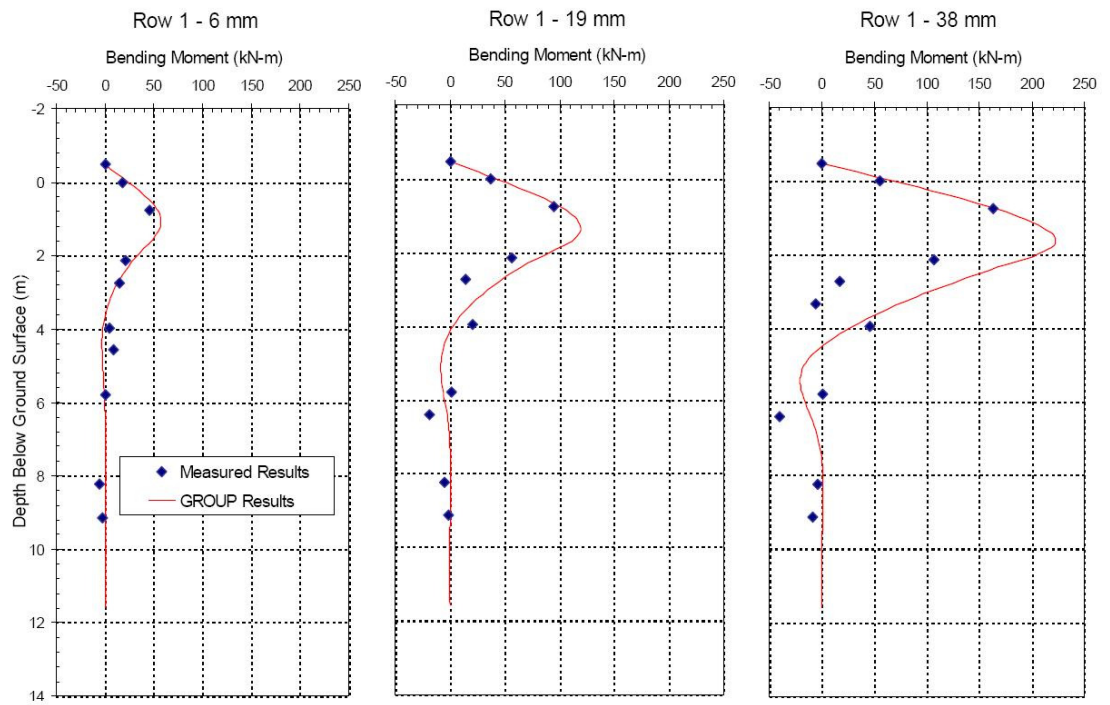 Row 1 - 6 mm
Row 1 - 19 mm
Row 1 - 38 mm
Bending Moment (kN-m)
Bending Moment (kN-m)
Bending Moment (kN-m)
-50 0 50 100 150 200 250
-50 0 50 100 150 200 250
-50 0 50 100 150 200 250
Depth Below Ground Surface (m)
-2
0
2
4
6
8
10
12
14
Measured Results
GROUP Results